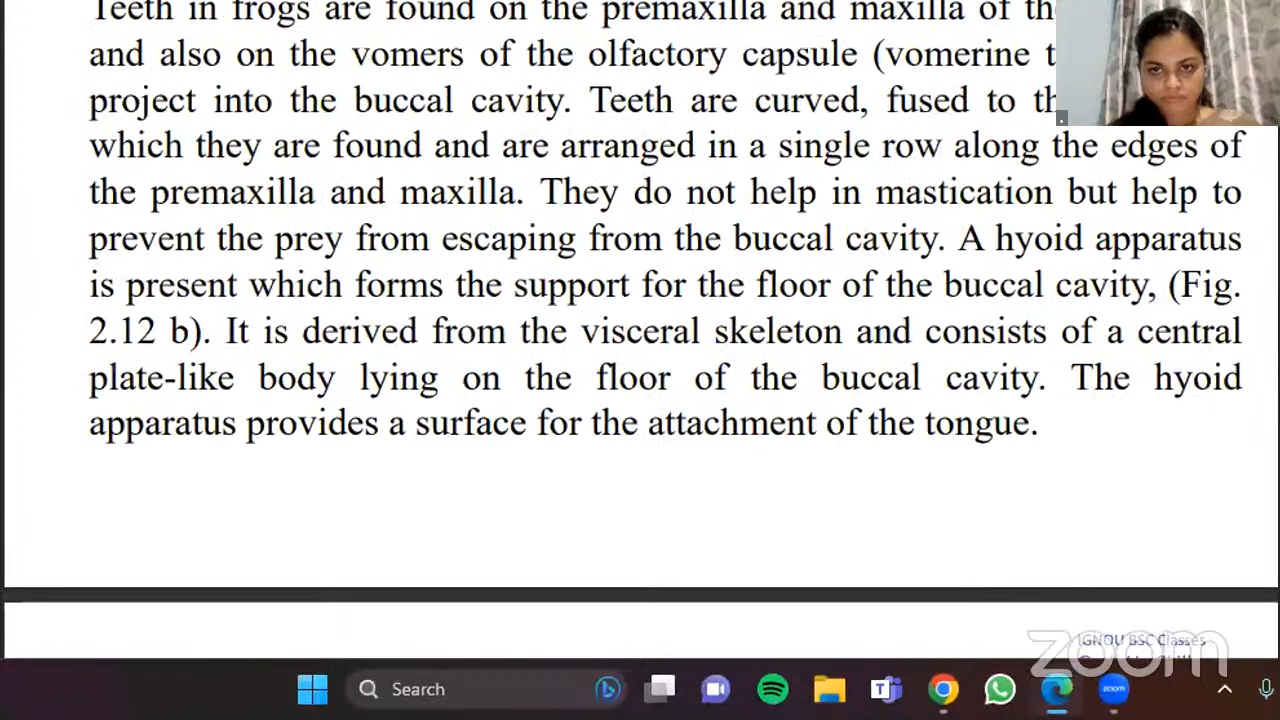 Teeth in frogs are found on the premaxilla and maxilla of
and also on the vomers of the olfactory capsule (vomerine
project into the buccal cavity. Teeth are curved, fused to
which they are found and are arranged in a single row along the edges of
the premaxilla and maxilla. They do not help in mastication but help to
prevent the prey from escaping from the buccal cavity. A hyoid apparatus
is present which forms the support for the floor of the buccal cavity, (Fig.
2.12 b). It is derived from the visceral skeleton and consists of a central
plate-like body lying on the floor of the buccal cavity. The hyoid
apparatus provides a surface for the attachment of the tongue.
IGNOU BSC Classes
zoom
Search
zoom